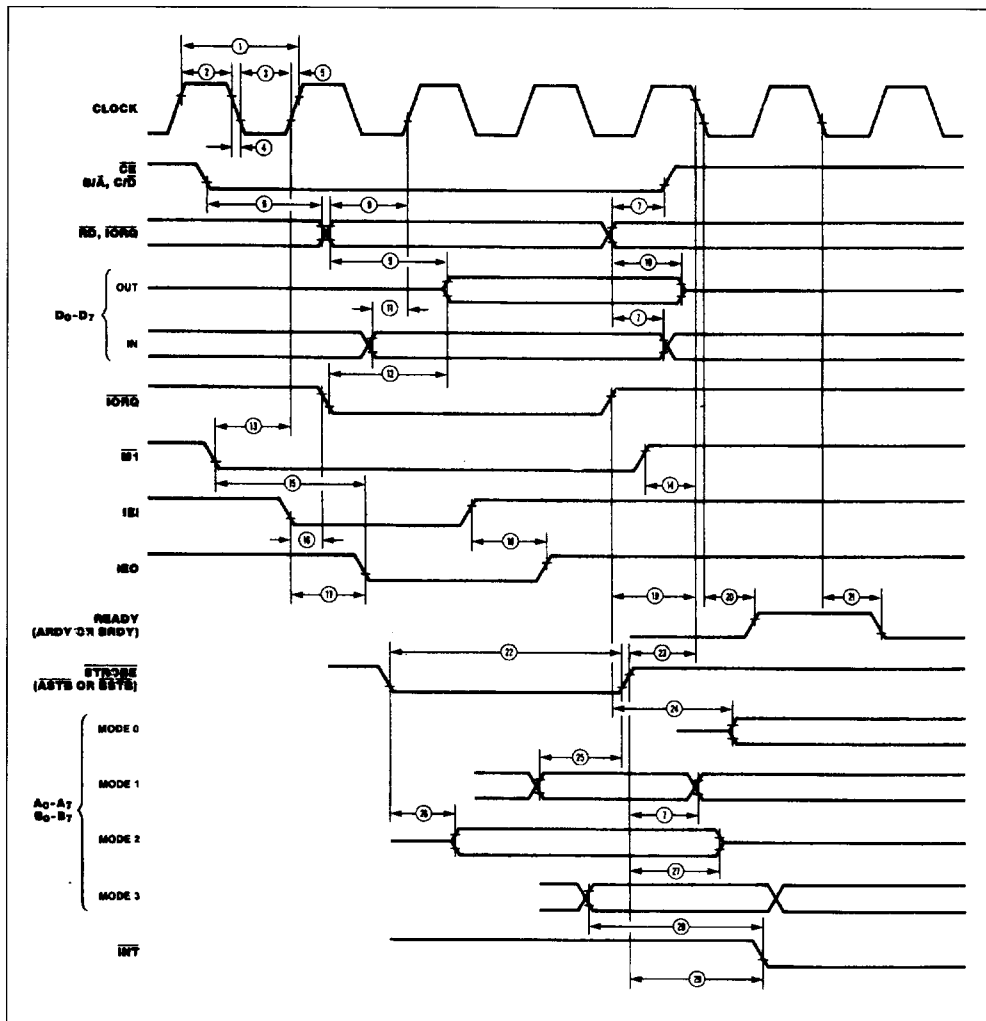 1
2 3 5
CLOCK
4
CE
B/A, C/D
6 8 7
RD, IORQ
9 10
OUT
11
D0-D7
7
IN
12
IORQ
13
M1
15 14
IEI
16 18
IEO
17 19 20 21
READY
(ARDY OR BRDY)
22 23
STROBE
(ASTB OR BSTB)
24
MODE 0
25
MODE 1
A0-A7
B0-B7
26 7
MODE 2
27
MODE 3
28
INT
29